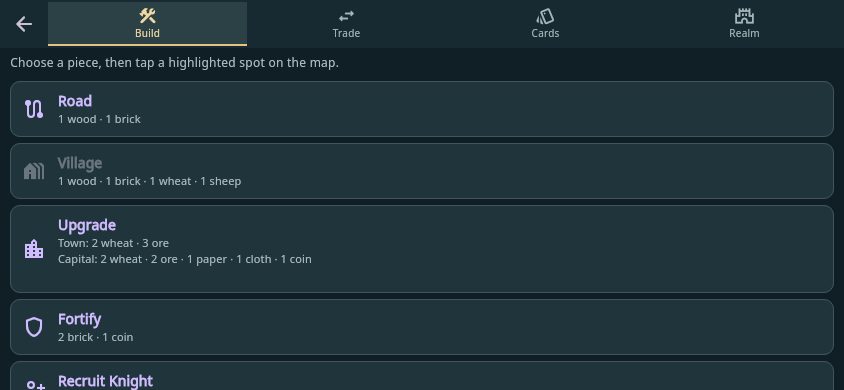 Build
Trade
Cards
Realm
Choose a piece, then tap a highlighted spot on the map.
Road
1 wood · 1 brick
Village
1 wood · 1 brick · 1 wheat · 1 sheep
Upgrade
Town: 2 wheat · 3 ore
Capital: 2 wheat · 2 ore · 1 paper · 1 cloth · 1 coin
Fortify
2 brick · 1 coin
Recruit Knight